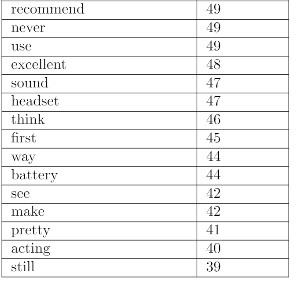 recommend 49
never 49
use 49
excellent 48
sound 47
headset 47
think 46
first 45
way 44
battery 44
see 42
make 42
pretty 41
acting 40
still 39